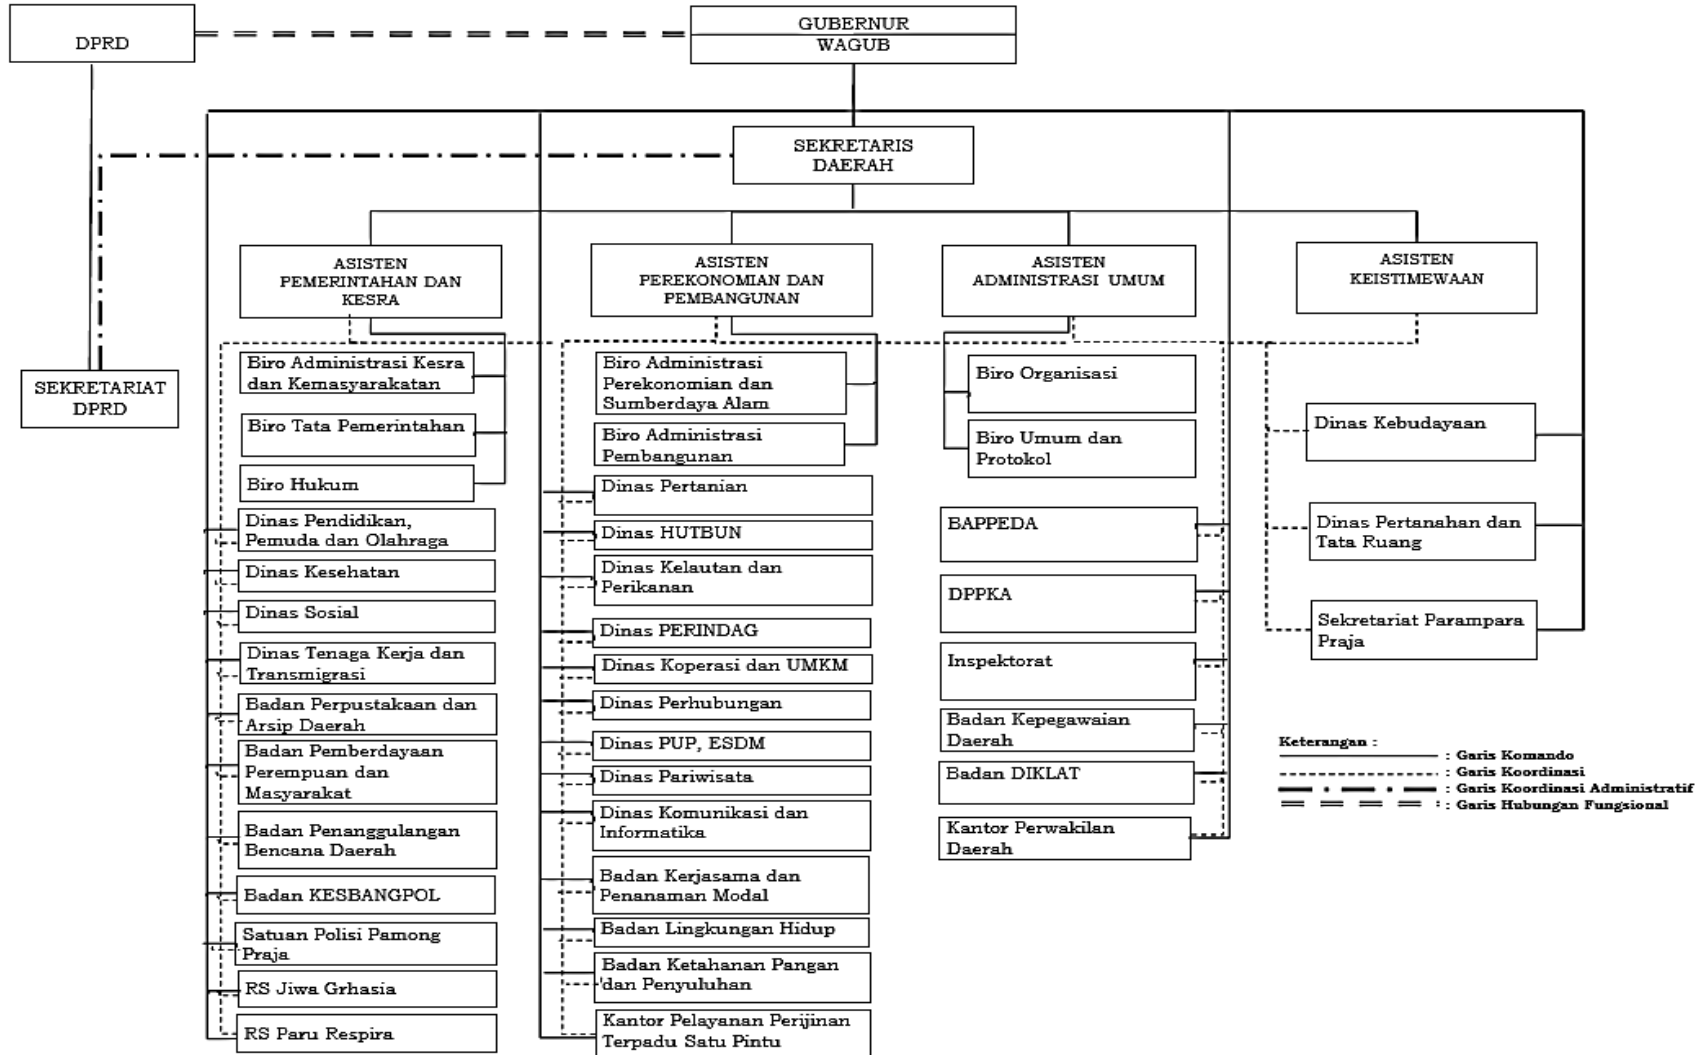 DPRD
GUBERNUR
WAGUB
SEKRETARIS
DAERAH
SEKRETARIAT
DPRD
ASISTEN
PEMERINTAHAN DAN
KESRA
Biro Administrasi Kesra
dan Kemasyarakatan
Biro Tata Pemerintahan
Biro Hukum
Dinas Pendidikan,
Pemuda dan Olahraga
Dinas Kesehatan
Dinas Sosial
Dinas Tenaga Kerja dan
Transmigrasi
Badan Perpustakaan dan
Arsip Daerah
Badan Pemberdayaan
Perempuan dan
Masyarakat
Badan Penanggulangan
Bencana Daerah
Badan KESBANGPOL
Satuan Polisi Pamong
Praja
RS Jiwa Grhasia
RS Paru Respira
ASISTEN
PEREKONOMIAN DAN
PEMBANGUNAN
Biro Administrasi
Perekonomian dan
Sumberdaya Alam
Biro Administrasi
Pembangunan
Dinas Pertanian
Dinas HUTBUN
Dinas Kelautan dan
Perikanan
Dinas PERINDAG
Dinas Koperasi dan UMKM
Dinas Perhubungan
Dinas PUP, ESDM
Dinas Pariwisata
Dinas Komunikasi dan
Informatika
Badan Kerjasama dan
Penanaman Modal
Badan Lingkungan Hidup
Badan Ketahanan Pangan
dan Penyuluhan
Kantor Pelayanan Perijinan
Terpadu Satu Pintu
ASISTEN
ADMINISTRASI UMUM
Biro Organisasi
Biro Umum dan
Protokol
BAPPEDA
DPPKA
Inspektorat
Badan Kepegawaian
Daerah
Badan DIKLAT
Kantor Perwakilan
Daerah
ASISTEN
KEISTIMEWAAN
Dinas Kebudayaan
Dinas Pertanahan dan
Tata Ruang
Sekretariat Parampara
Praja
Keterangan :
: Garis Komando
: Garis Koordinasi
: Garis Koordinasi Administratif
: Garis Hubungan Fungsional